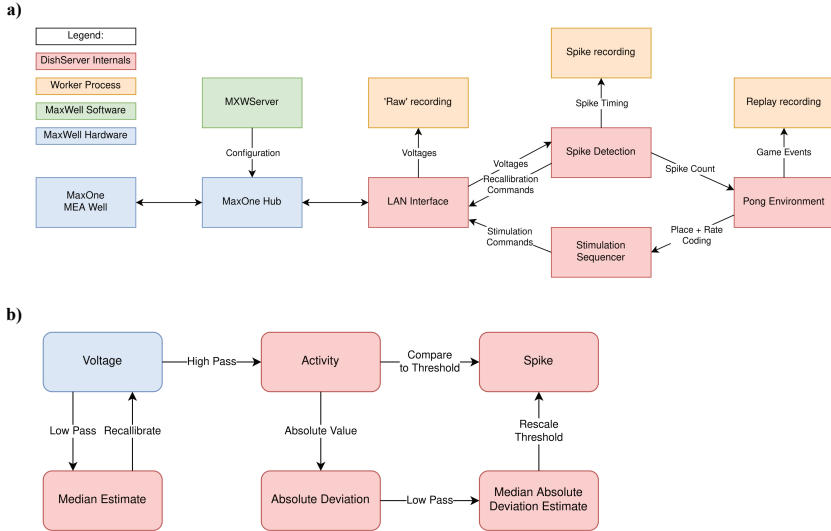 a)
Legend:
DishServer Internals
Worker Process
MaxWell Software
MaxWell Hardware
MXWServer
'Raw' recording
Spike recording
Replay recording
Configuration
Voltages
Spike Timing
Game Events
MaxOne
MEA Well
MaxOne Hub
LAN Interface
Voltages
Recallibration
Commands
Spike Detection
Spike Count
Pong Environment
Stimulation
Commands
Stimulation
Sequencer
Place + Rate
Coding
b)
Voltage
High Pass
Activity
Compare
to Threshold
Spike
Low Pass
Recallibrate
Absolute Value
Rescale
Threshold
Median Estimate
Absolute Deviation
Low Pass
Median Absolute
Deviation Estimate